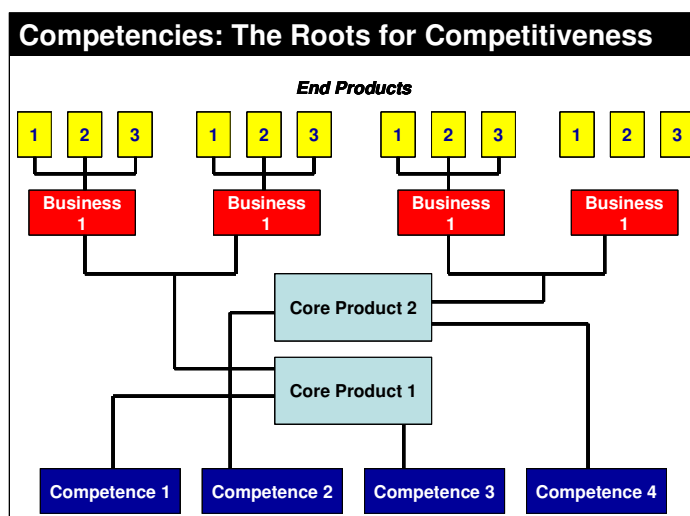 Competencies: The Roots for Competitiveness
End Products
1 2 3 1 2 3 1 2 3 1 2 3
Business
1
Business
1
Business
1
Business
1
Core Product 2
Core Product 1
Competence 1 Competence 2 Competence 3 Competence 4